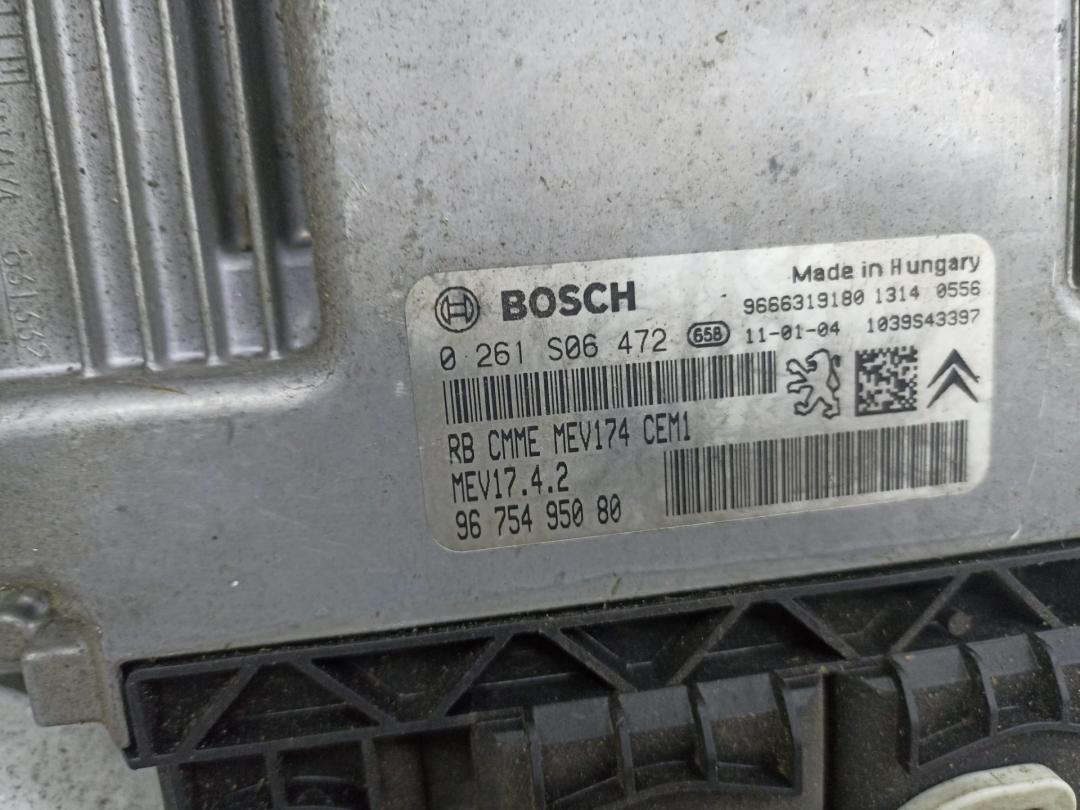 BOSCH
Made in Hungary
9666319180 1314 0556
0 261 S06 472 658 11-01-04 1039S43397
RB CMME MEV174 CEM1
MEV17.4.2
96 754 950 80